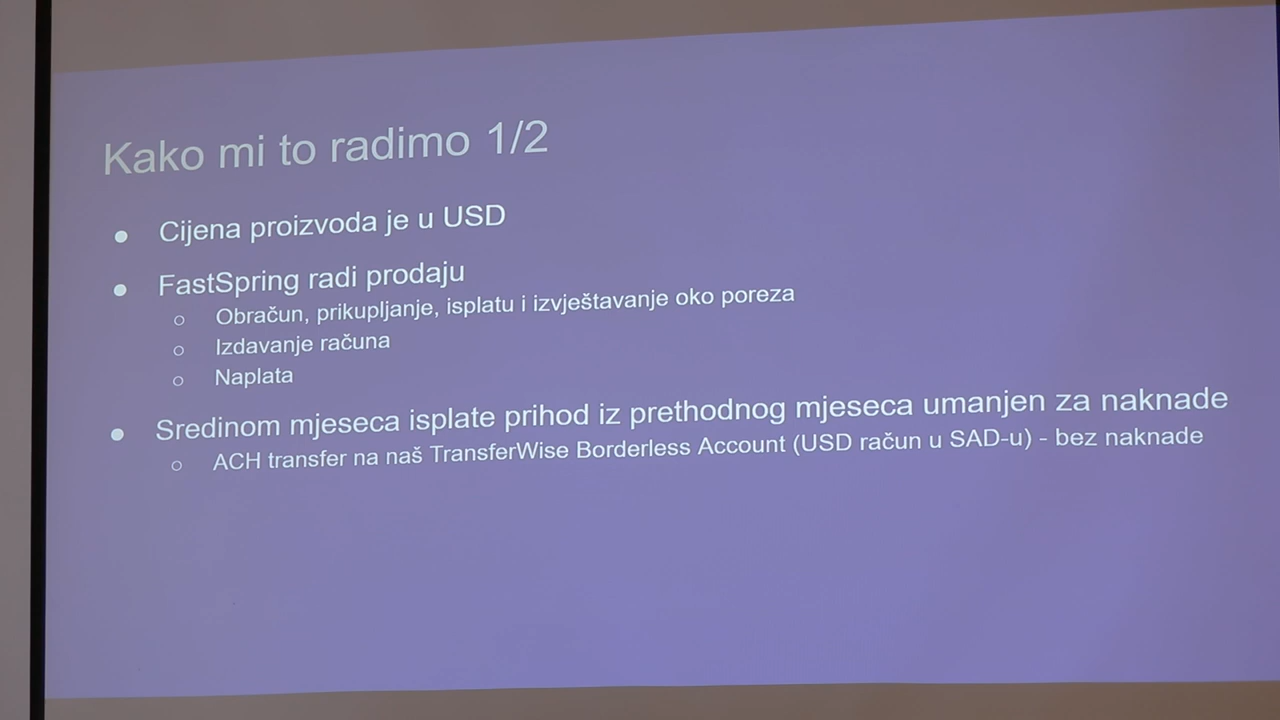 Kako mi to radimo 1/2
● Cijena proizvoda je u USD
● FastSpring radi prodaju
○ Obračun, prikupljanje, isplatu i izvještavanje oko poreza
○ Izdavanje računa
○ Naplata
● Sredinom mjeseca isplate prihod iz prethodnog mjeseca umanjen za naknade
○ ACH transfer na naš TransferWise Borderless Account (USD račun u SAD-u) - bez naknade